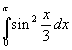 ∫₀^π sin² x/3 dx